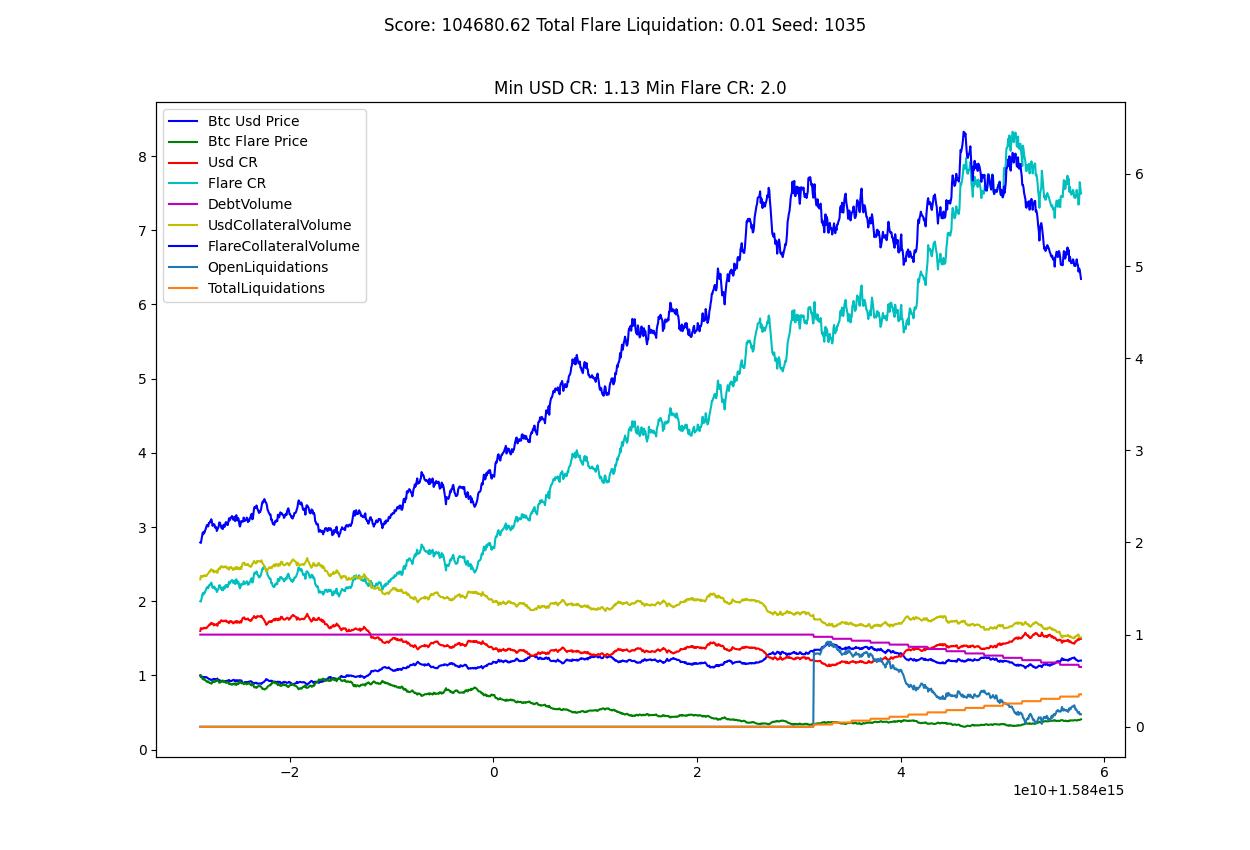 Score: 104680.62 Total Flare Liquidation: 0.01 Seed: 1035
Min USD CR: 1.13 Min Flare CR: 2.0
Btc Usd Price
Btc Flare Price
Usd CR
Flare CR
DebtVolume
UsdCollateralVolume
FlareCollateralVolume
OpenLiquidations
TotalLiquidations
8
7
6
5
4
3
2
1
0
6
5
4
3
2
1
0
−2 0 2 4 6
1e10+1.584e15